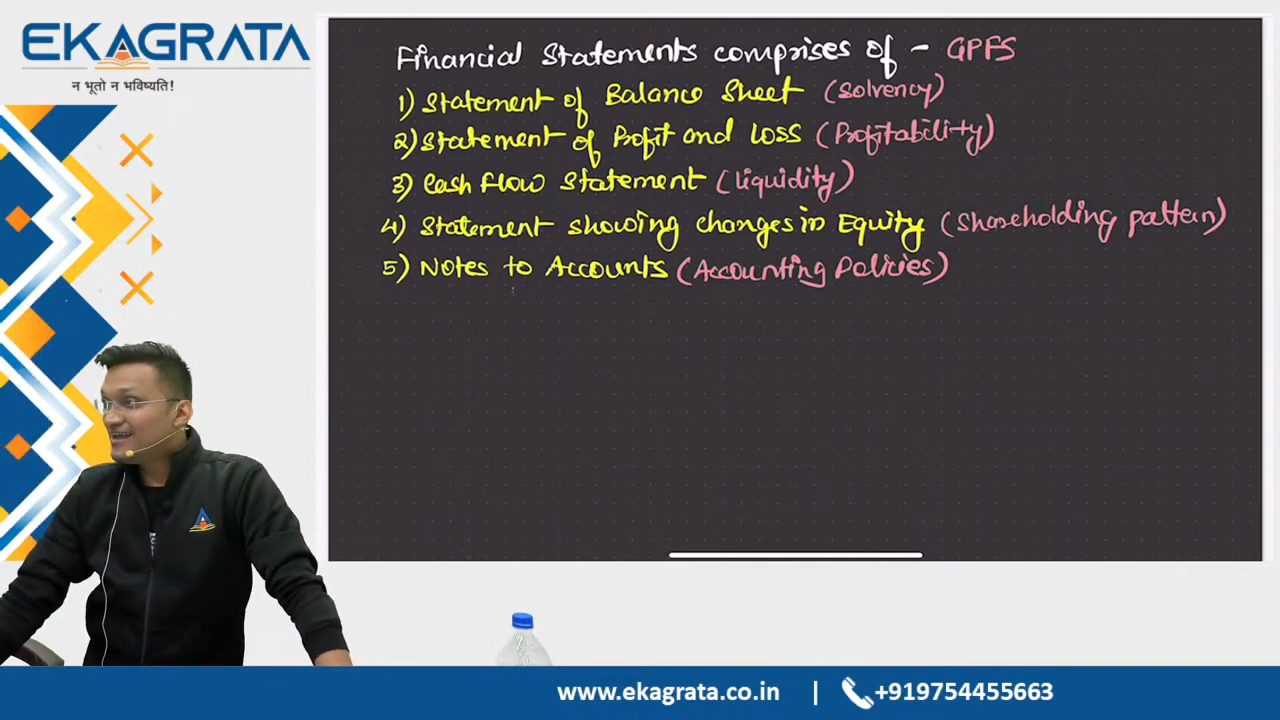 EKAGRATA
न भूतो न भविष्यति!
Financial Statements comprises of - GPFS
1) Statement of Balance Sheet (Solvency)
2) Statement of Profit and Loss (Profitability)
3) Cash Flow Statement (liquidity)
4) Statement showing changes in Equity (Shareholding pattern)
5) Notes to Accounts (Accounting Policies)
www.ekagrata.co.in | +919754455663